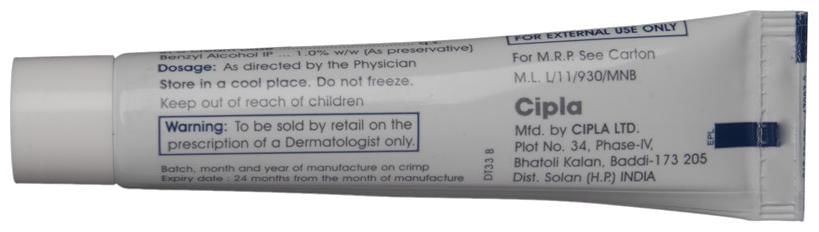 Benzyl Alcohol IP ... 1.0% w/w (As preservative)
Dosage: As directed by the Physician
Store in a cool place. Do not freeze.
Keep out of reach of children
Warning: To be sold by retail on the
prescription of a Dermatologist only.
Batch, month and year of manufacture on crimp
Expiry date : 24 months from the month of manufacture
DT33 B
FOR EXTERNAL USE ONLY
For M.R.P. See Carton
M.L. L/11/930/MNB
Cipla
Mfd. by CIPLA LTD.
Plot No. 34, Phase-IV,
Bhatoli Kalan, Baddi-173 205
Dist. Solan (H.P.) INDIA
EPL